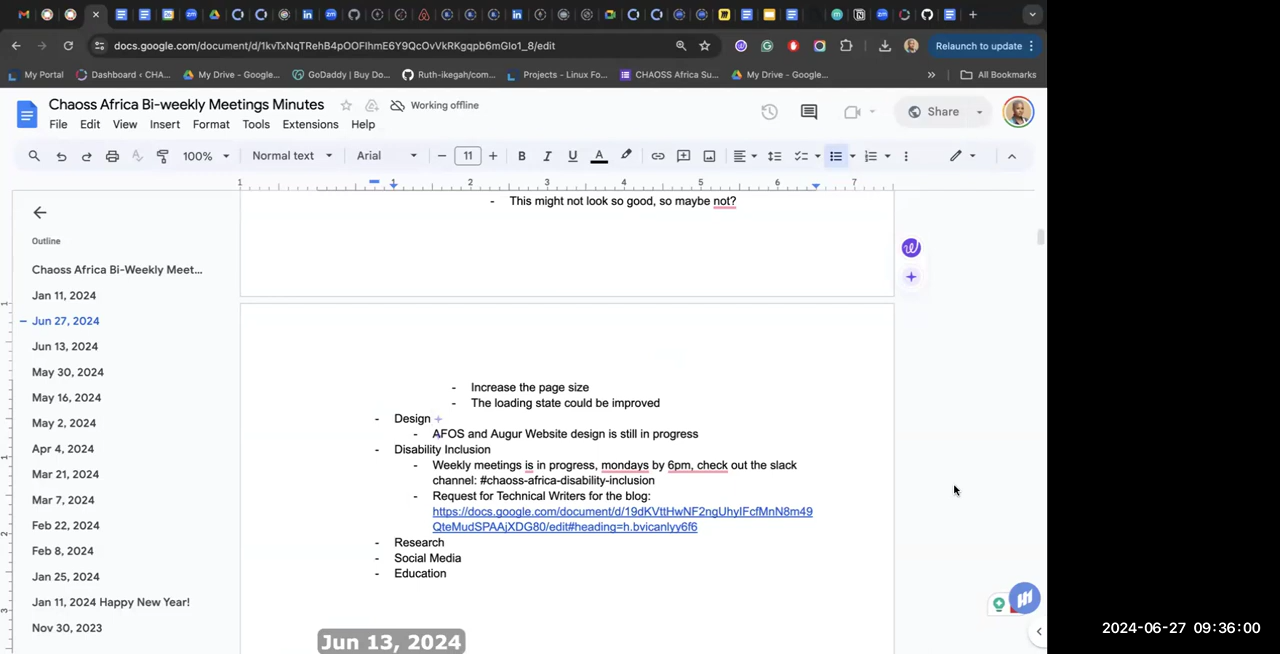 docs.google.com/document/d/1kvTxNqTRehB4pOOFlhmE6Y9QcOvVkRKgqpb6mGlo1_8/edit
Relaunch to update
My Portal
Dashboard ‹ CHA...
My Drive - Google...
GoDaddy | Buy Do...
Ruth-ikegah/com...
Projects - Linux Fo...
CHAOSS Africa Su...
My Drive - Google...
»
All Bookmarks
Chaoss Africa Bi-weekly Meetings Minutes
Working offline
File Edit View Insert Format Tools Extensions Help
Share
100% Normal text Arial − 11 + B I U A
1 1 2 3 4 5 6 7
- This might not look so good, so maybe not?
Outline
Chaoss Africa Bi-Weekly Meet...
Jan 11, 2024
Jun 27, 2024
Jun 13, 2024
May 30, 2024
May 16, 2024
May 2, 2024
Apr 4, 2024
Mar 21, 2024
Mar 7, 2024
Feb 22, 2024
Feb 8, 2024
Jan 25, 2024
Jan 11, 2024 Happy New Year!
Nov 30, 2023
- Increase the page size
- The loading state could be improved
- Design
- AFOS and Augur Website design is still in progress
- Disability Inclusion
- Weekly meetings is in progress, mondays by 6pm, check out the slack
channel: #chaoss-africa-disability-inclusion
- Request for Technical Writers for the blog:
https://docs.google.com/document/d/19dKVttHwNF2ngUhyIFcfMnN8m49
QteMudSPAAjXDG80/edit#heading=h.bvicanlyy6f6
- Research
- Social Media
- Education
Jun 13, 2024
2024-06-27 09:36:00